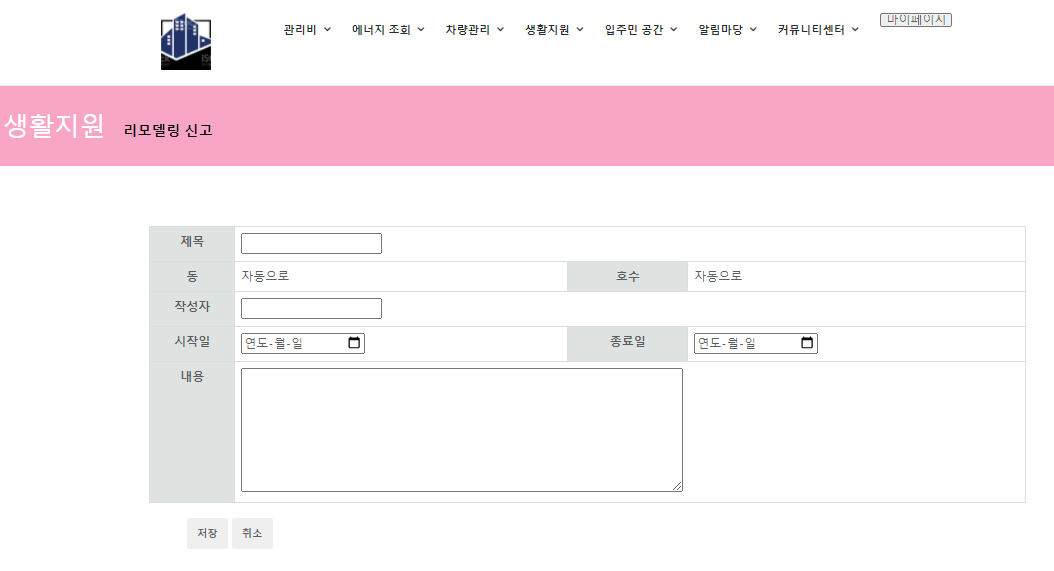 관리비 에너지 조회 차량관리 생활지원 입주민 공간 알림마당 커뮤니티센터 마이페이지
생활지원 리모델링 신고
제목
동 자동으로 호수 자동으로
작성자
시작일 연도-월-일 종료일 연도-월-일
내용
저장 취소